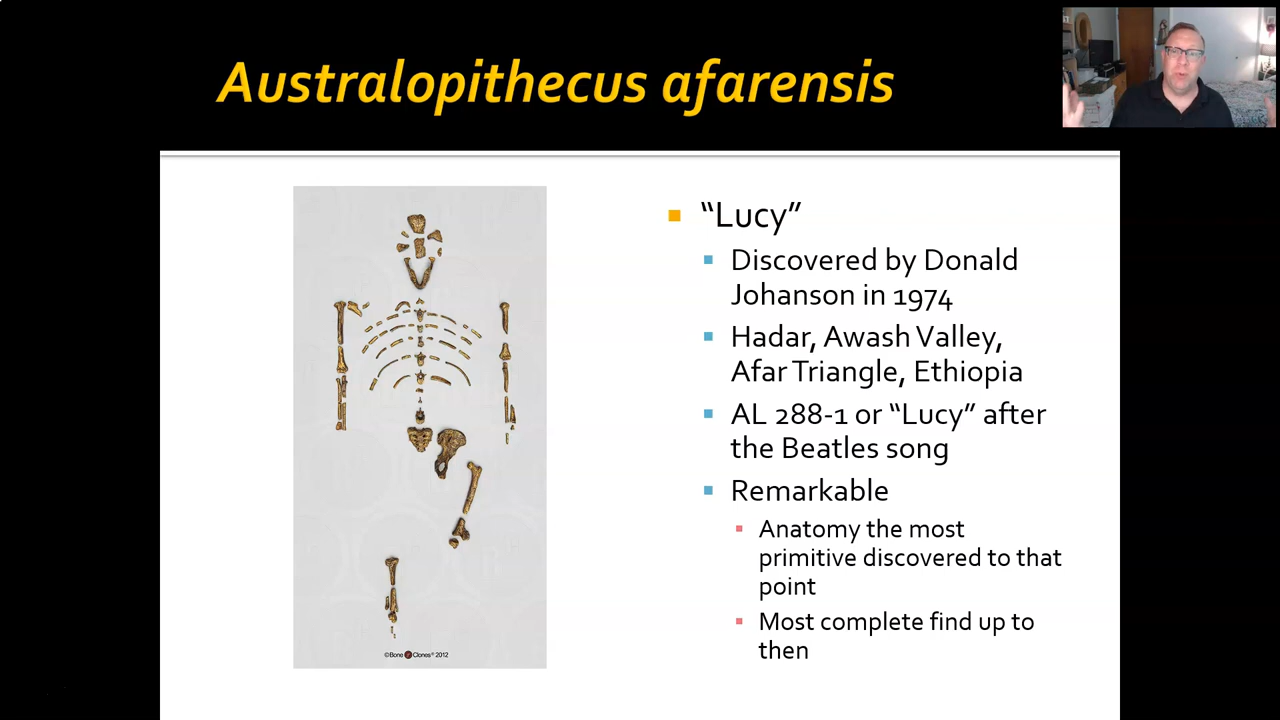 Australopithecus afarensis
“Lucy”
Discovered by Donald
Johanson in 1974
Hadar, Awash Valley,
Afar Triangle, Ethiopia
AL 288-1 or “Lucy” after
the Beatles song
Remarkable
Anatomy the most
primitive discovered to that
point
Most complete find up to
then
©Bone Clones® 2012